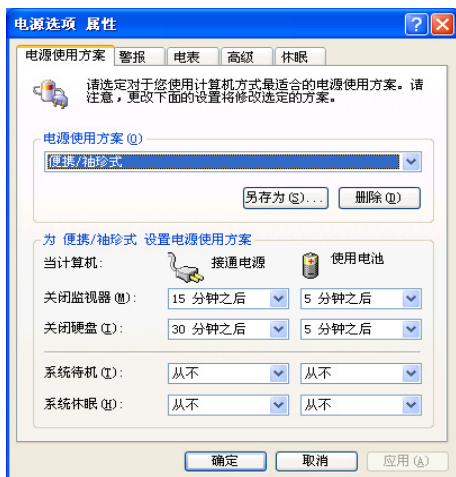 电源选项 属性
电源使用方案 警报 电表 高级 休眠
请选定对于您使用计算机方式最适合的电源使用方案。请
注意，更改下面的设置将修改选定的方案。
电源使用方案(O)
便携/袖珍式
另存为(S)... 删除(D)
为 便携/袖珍式 设置电源使用方案
当计算机: 接通电源 使用电池
关闭监视器(M): 15 分钟之后 5 分钟之后
关闭硬盘(I): 30 分钟之后 5 分钟之后
系统待机(T): 从不 从不
系统休眠(H): 从不 从不
确定 取消 应用(A)